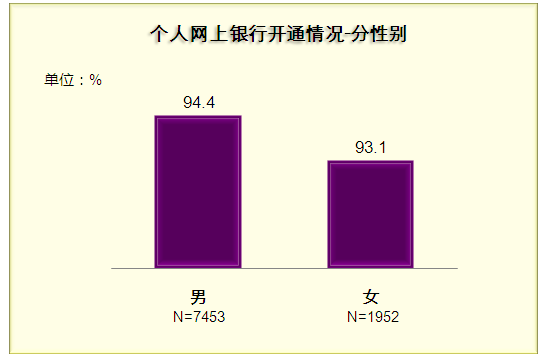 个人网上银行开通情况-分性别
单位：%
94.4
93.1
男
女
N=7453
N=1952